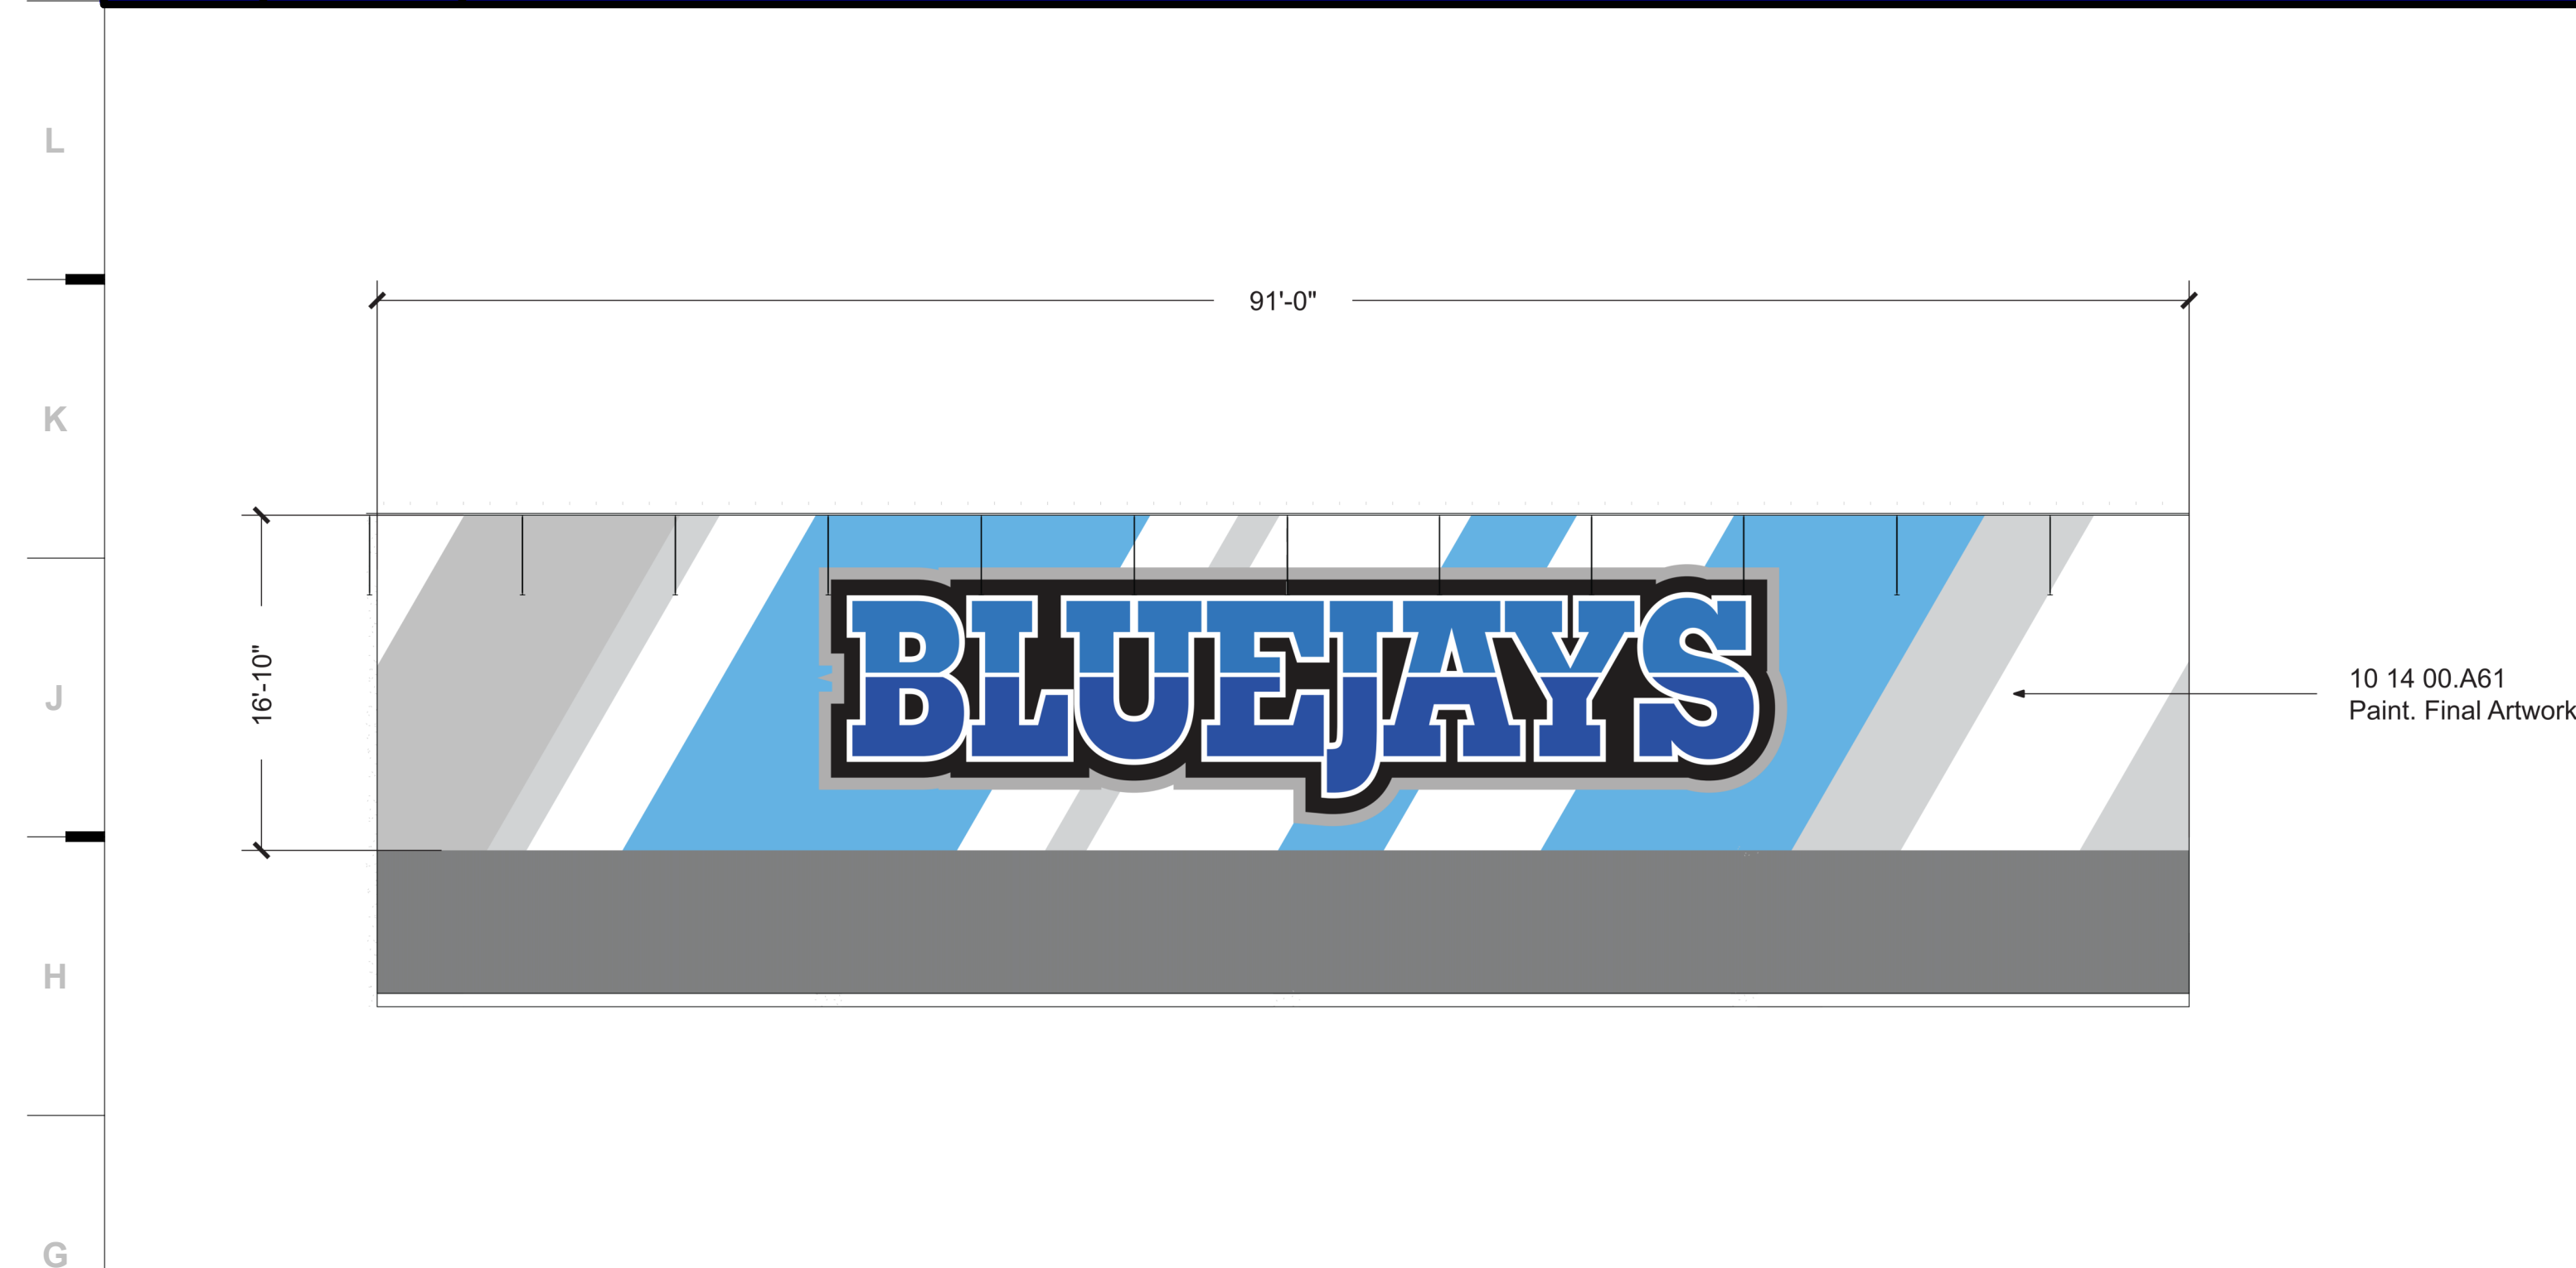 L
K
J
H
G
91'-0"
16'-10"
BLUEJAYS
10 14 00.A61
Paint. Final Artwork